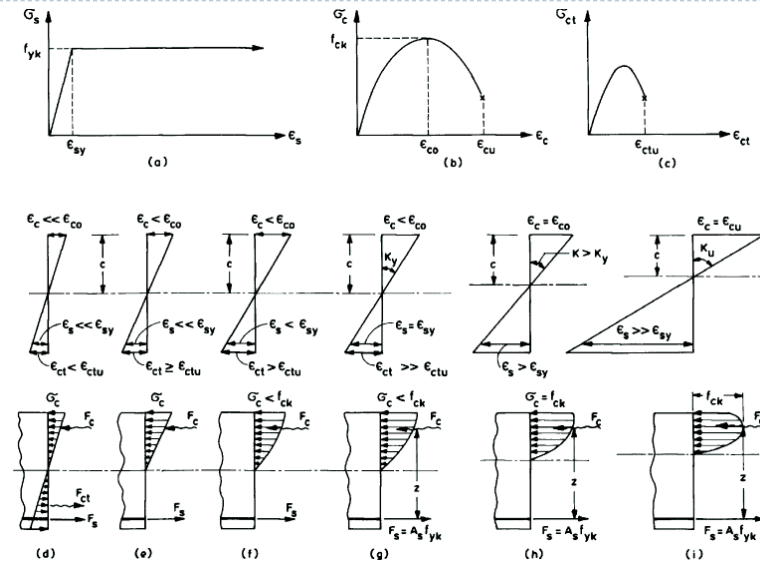 σs
fyk
εsy
εs
(a)
σc
fck
εco
εcu
εc
(b)
σct
εctu
εct
(c)
εc << εco
c
εs << εsy
εct < εctu
εc < εco
c
εs << εsy
εct ≥ εctu
εc < εco
c
εs < εsy
εct > εctu
εc < εco
c
Ky
εs = εsy
εct >> εctu
εc = εco
c
K > Ky
εs > εsy
εc = εcu
c
Ku
εs >> εsy
σc
Fc
Fct
Fs
(d)
σc
Fc
Fs
(e)
σc < fck
Fc
Fs
(f)
σc < fck
Fc
z
Fs = As fyk
(g)
σc = fck
Fc
z
Fs = As fyk
(h)
fck
Fc
z
Fs = As fyk
(i)